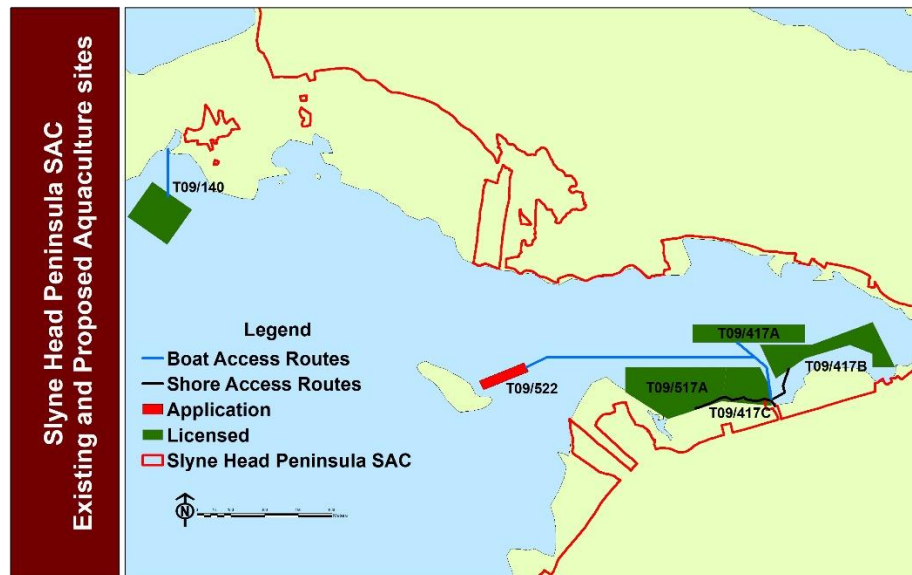 Slyne Head Peninsula SAC
Existing and Proposed Aquaculture sites
T09/140
Legend
Boat Access Routes
Shore Access Routes
Application
Licensed
Slyne Head Peninsula SAC
T09/522
T09/417A
T09/517A
T09/417B
T09/417C
N